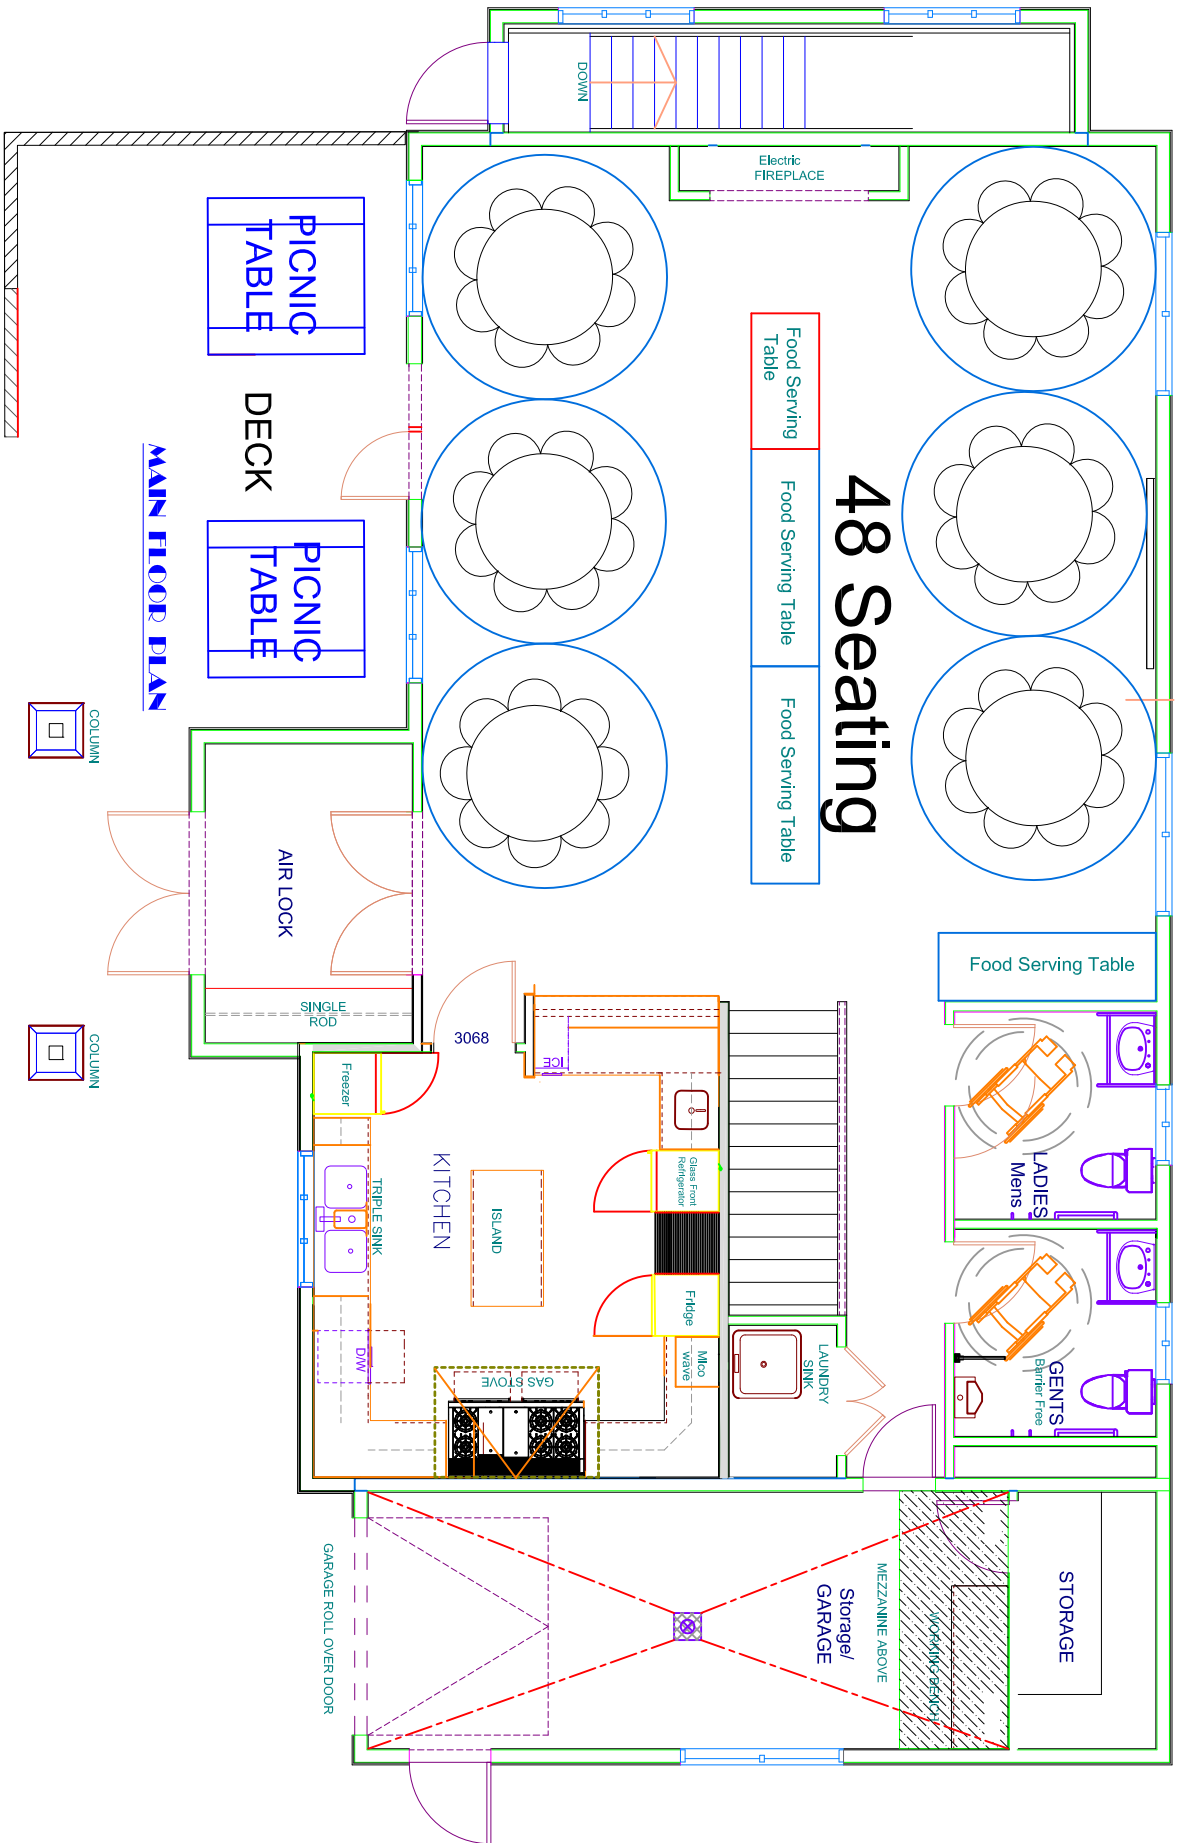 DOWN
Electric
FIREPLACE
PICNIC
TABLE
DECK
PICNIC
TABLE
MAIN FLOOR PLAN
Food Serving
Table
Food Serving Table
Food Serving Table
48 Seating
Food Serving Table
COLUMN
COLUMN
AIR LOCK
SINGLE
ROD
3068
ICE
Freezer
KITCHEN
TRIPLE SINK
ISLAND
Glass Front
Refrigerator
Fridge
Mico
wave
D/W
GAS STOVE
LAUNDRY
SINK
LADIES
Mens
GENTS
Barrier Free
GARAGE ROLL OVER DOOR
Storage/
GARAGE
MEZZANINE ABOVE
WORKING BENCH
STORAGE